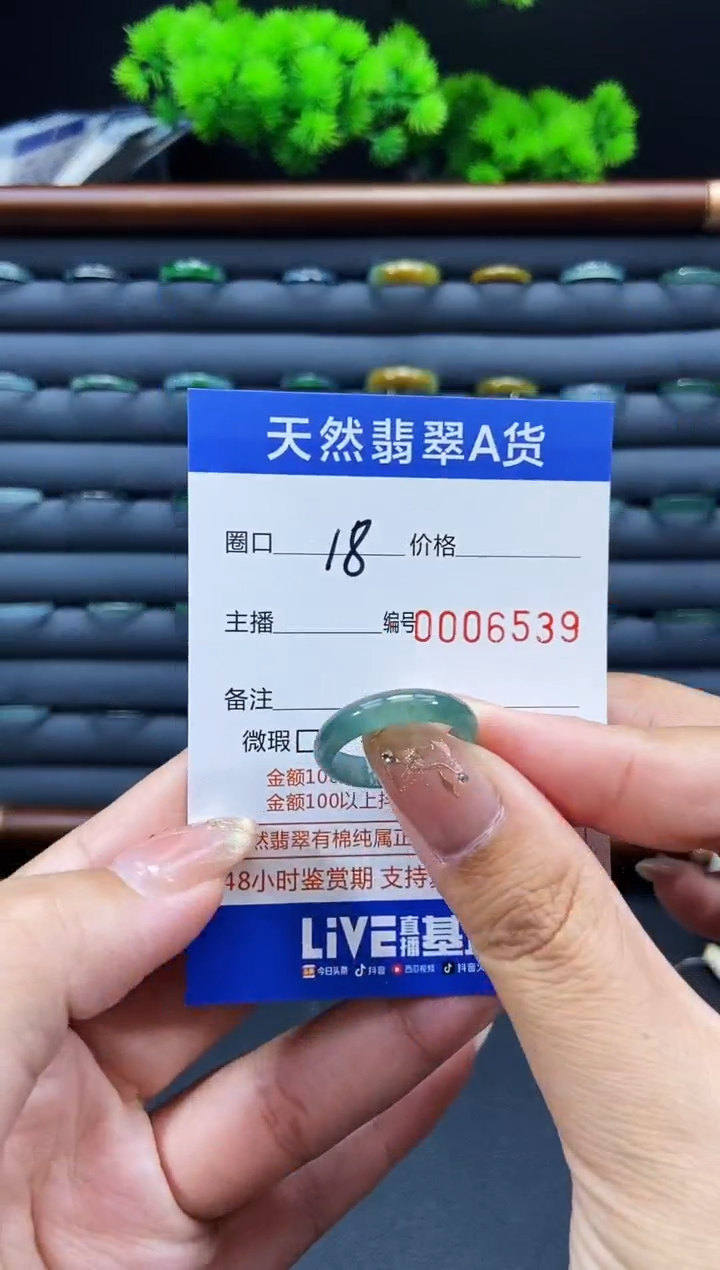 天然翡翠A货
圈口 18 价格
主播 编号0006539
备注
微瑕
金额10
金额100以上
然翡翠有棉纯属正
48小时鉴赏期 支持
LiVE直播基
今日头条 抖音 西瓜视频 抖音火